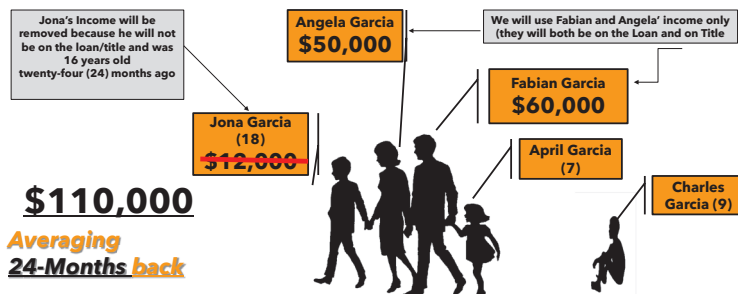 Jona's Income will be
removed because he will not
be on the loan/title and was
16 years old
twenty-four (24) months ago
Angela Garcia
$50,000
We will use Fabian and Angela' income only
(they will both be on the Loan and on Title
Fabian Garcia
$60,000
Jona Garcia
(18)
$12,000
April Garcia
(7)
Charles
Garcia (9)
$110,000
Averaging
24-Months back